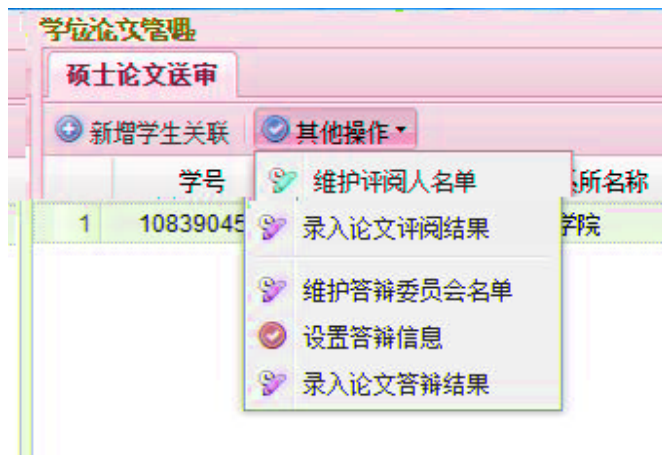 学位论文管理
硕士论文送审
新增学生关联 其他操作
学号 所名称
1 10839045 学院
维护评阅人名单
录入论文评阅结果
维护答辩委员会名单
设置答辩信息
录入论文答辩结果